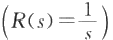 (R(s) = 1/s)